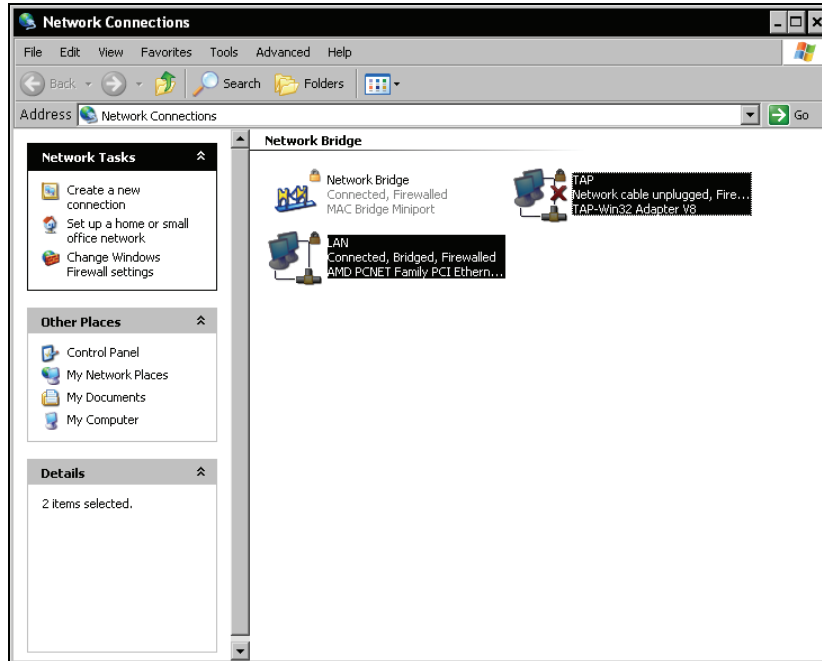 Network Connections
File Edit View Favorites Tools Advanced Help
Back Search Folders
Address Network Connections Go
Network Tasks
Create a new
connection
Set up a home or small
office network
Change Windows
Firewall settings
Other Places
Control Panel
My Network Places
My Documents
My Computer
Details
2 items selected.
Network Bridge
Network Bridge
Connected, Firewalled
MAC Bridge Miniport
TAP
Network cable unplugged, Fire...
TAP-Win32 Adapter V8
LAN
Connected, Bridged, Firewalled
AMD PCNET Family PCI Ethern...